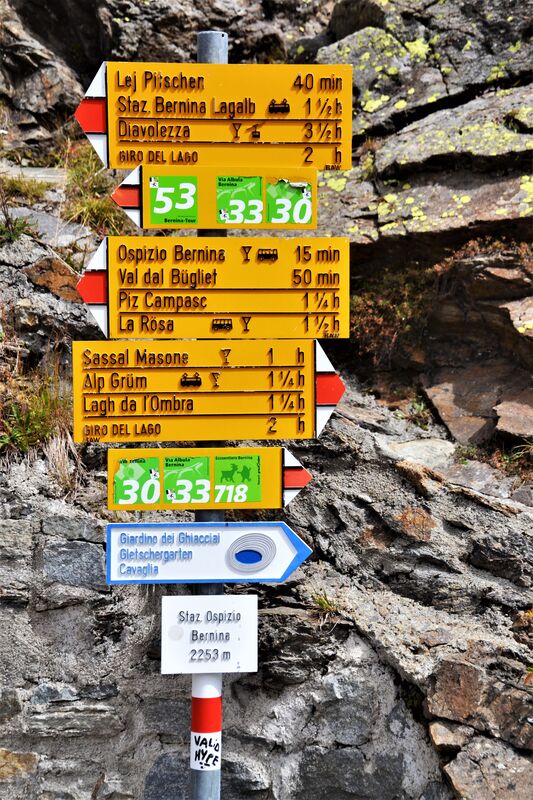 Lej Pitschen 40 min
Staz. Bernina Lagalb 1 ½ h
Diavolezza 3 ½ h
GIRO DEL LAGO 2 h
53
Bernina-Tour
Via Albula
Bernina
33
30
Ospizio Bernina 15 min
Val dal Bügliet 50 min
Piz Campasc 1 ¼ h
La Rösa 1 ½ h
Sassal Masone 1 h
Alp Grüm 1 ¼ h
Lagh da l'Ombra 1 ¼ h
GIRO DEL LAGO 2 h
SAW
30
Via Albula
Bernina
33
718
Giardino dei Ghiacciai
Gletschergarten
Cavaglia
Staz Ospizio
Bernina
2253 m
VALID
HYPE